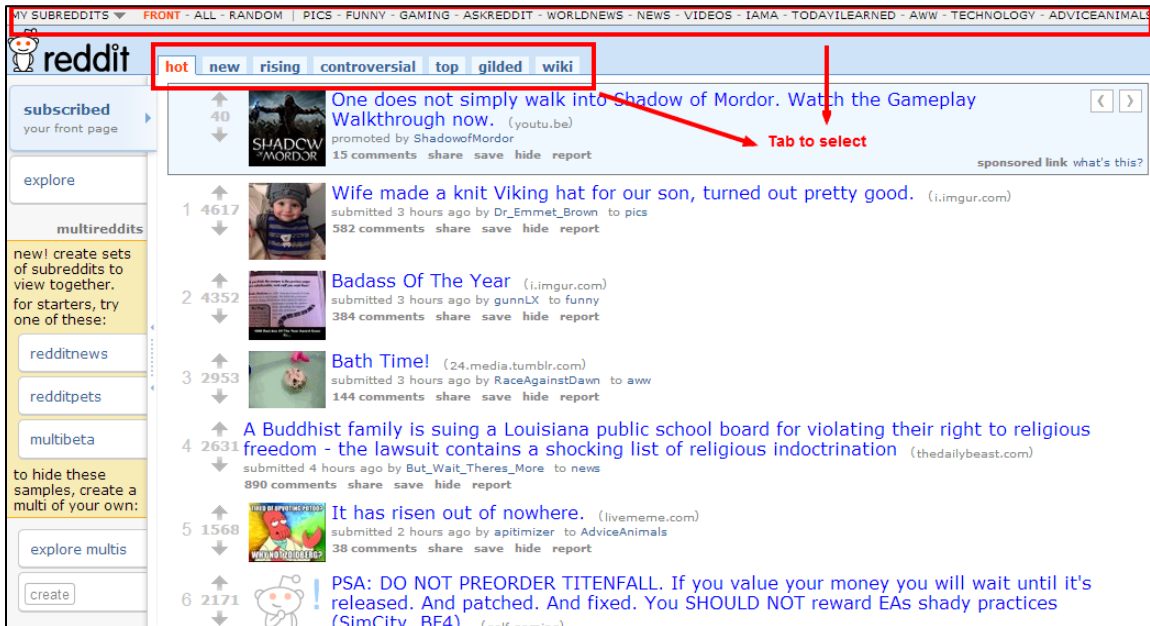 MY SUBREDDITS FRONT - ALL - RANDOM | PICS - FUNNY - GAMING - ASKREDDIT - WORLDNEWS - NEWS - VIDEOS - IAMA - TODAYILEARNED - AWW - TECHNOLOGY - ADVICEANIMALS
reddit hot new rising controversial top gilded wiki
subscribed
your front page
explore
multireddits
new! create sets
of subreddits to
view together.
for starters, try
one of these:
redditnews
redditpets
multibeta
to hide these
samples, create a
multi of your own:
explore multis
create
40
SHADOW
OF MORDOR
One does not simply walk into Shadow of Mordor. Watch the Gameplay
Walkthrough now. (youtu.be)
promoted by ShadowofMordor
15 comments share save hide report
Tab to select
sponsored link what's this?
1 4617
Wife made a knit Viking hat for our son, turned out pretty good. (i.imgur.com)
submitted 3 hours ago by Dr_Emmet_Brown to pics
582 comments share save hide report
2 4352
Badass Of The Year (i.imgur.com)
submitted 3 hours ago by gunnLX to funny
384 comments share save hide report
3 2953
Bath Time! (24.media.tumblr.com)
submitted 3 hours ago by RaceAgainstDawn to aww
144 comments share save hide report
4 2631
A Buddhist family is suing a Louisiana public school board for violating their right to religious
freedom - the lawsuit contains a shocking list of religious indoctrination (thedailybeast.com)
submitted 4 hours ago by But_Wait_Theres_More to news
890 comments share save hide report
5 1568
TIRED OF UPVOTING POTOO?
WHY NOT ZOIDBERG?
It has risen out of nowhere. (livememe.com)
submitted 2 hours ago by apitimizer to AdviceAnimals
38 comments share save hide report
6 2171
PSA: DO NOT PREORDER TITENFALL. If you value your money you will wait until it's
released. And patched. And fixed. You SHOULD NOT reward EAs shady practices
(SimCity, BF4) (self.gaming)